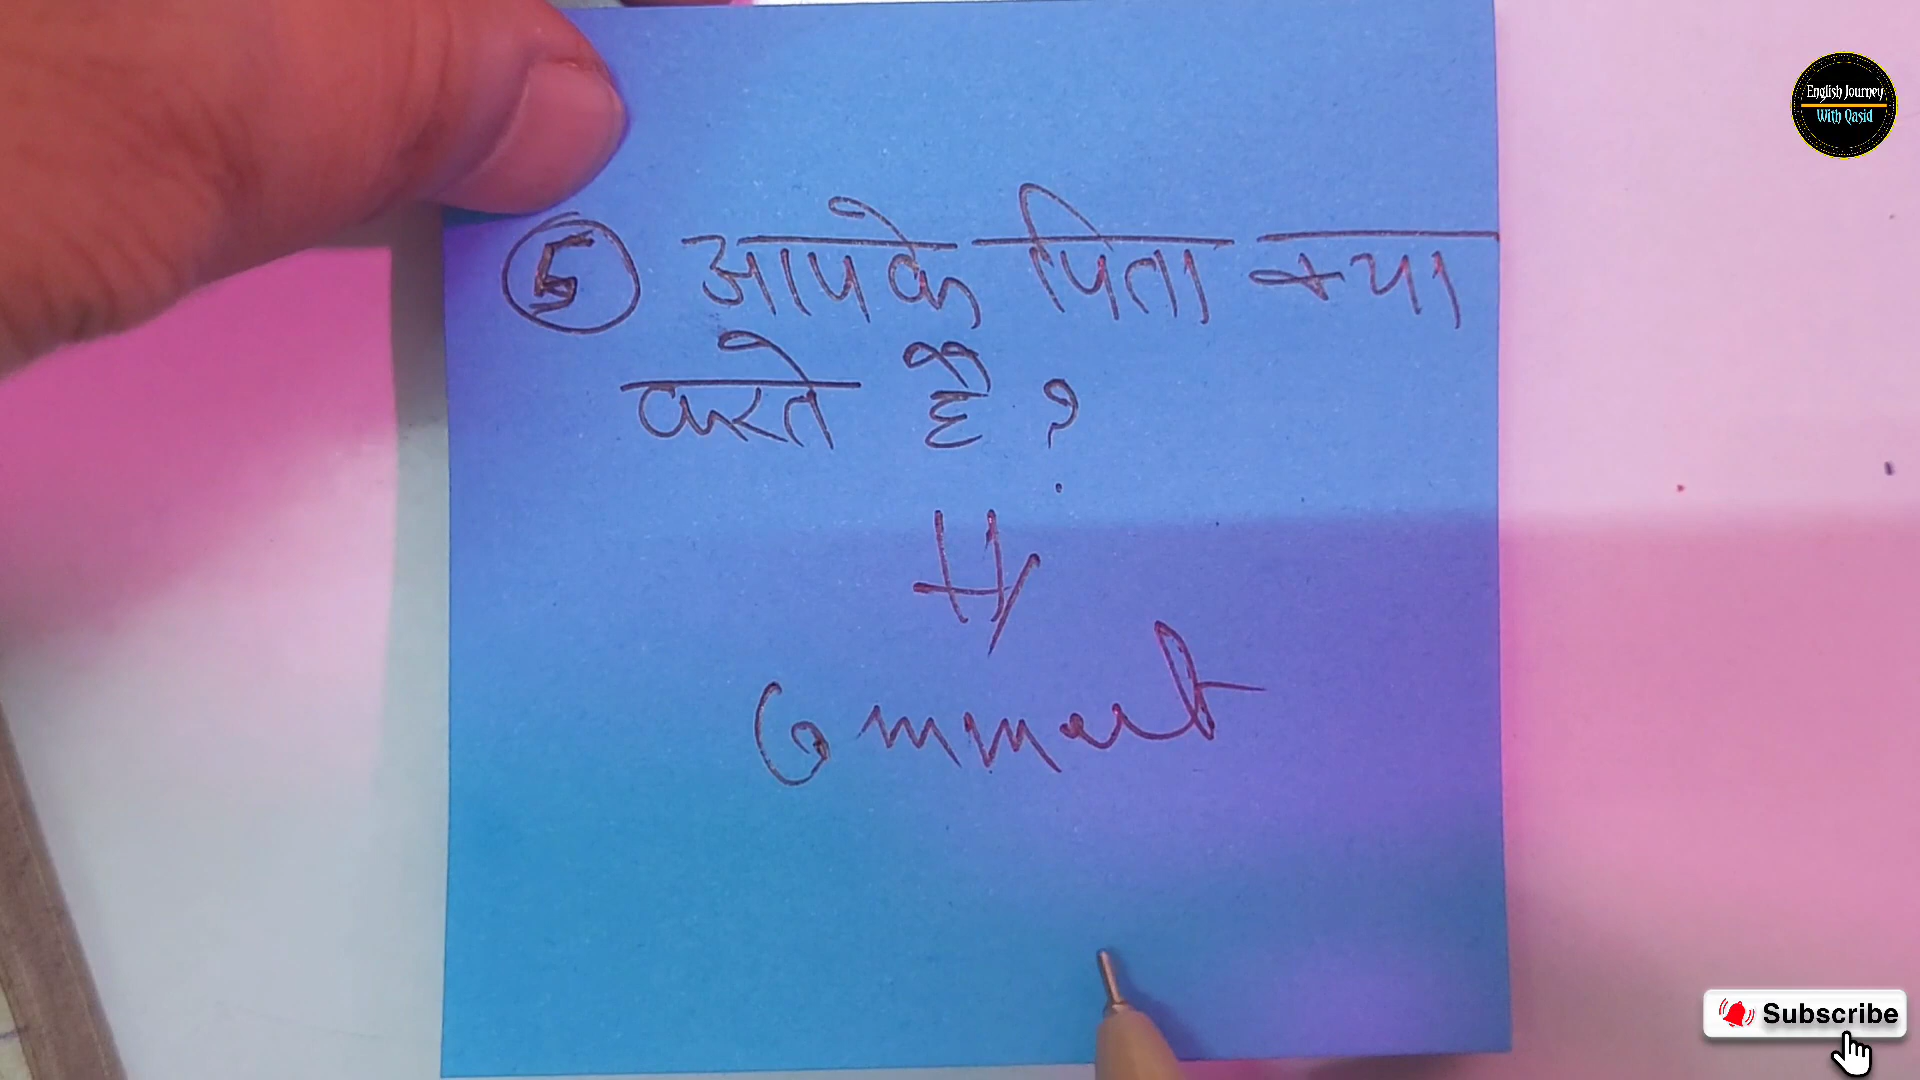 English Journey
With Qasid
5 आपके पिता क्या
करते है ?
Comment
Subscribe